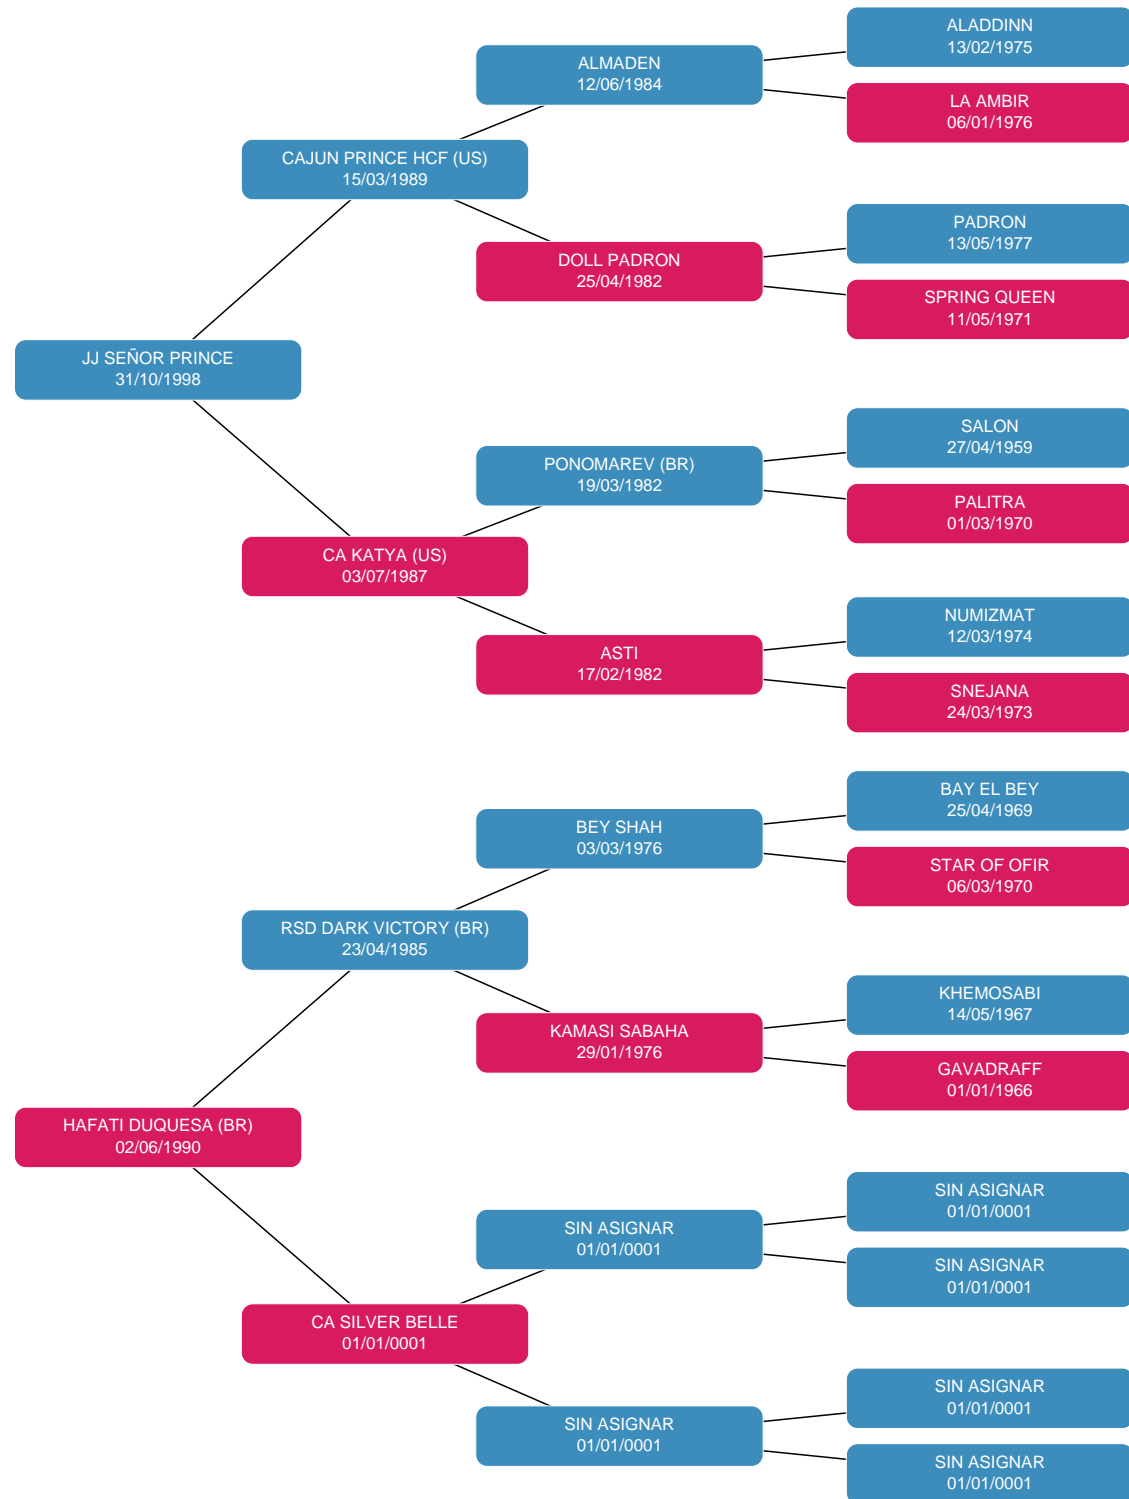 ALADDINN
13/02/1975
ALMADEN
12/06/1984
LA AMBIR
06/01/1976
CAJUN PRINCE HCF (US)
15/03/1989
PADRON
13/05/1977
DOLL PADRON
25/04/1982
SPRING QUEEN
11/05/1971
JJ SEÑOR PRINCE
31/10/1998
SALON
27/04/1959
PONOMAREV (BR)
19/03/1982
PALITRA
01/03/1970
CA KATYA (US)
03/07/1987
NUMIZMAT
12/03/1974
ASTI
17/02/1982
SNEJANA
24/03/1973
BAY EL BEY
25/04/1969
BEY SHAH
03/03/1976
STAR OF OFIR
06/03/1970
RSD DARK VICTORY (BR)
23/04/1985
KHEMOSABI
14/05/1967
KAMASI SABAHA
29/01/1976
GAVADRAFF
01/01/1966
HAFATI DUQUESA (BR)
02/06/1990
SIN ASIGNAR
01/01/0001
SIN ASIGNAR
01/01/0001
SIN ASIGNAR
01/01/0001
CA SILVER BELLE
01/01/0001
SIN ASIGNAR
01/01/0001
SIN ASIGNAR
01/01/0001
SIN ASIGNAR
01/01/0001